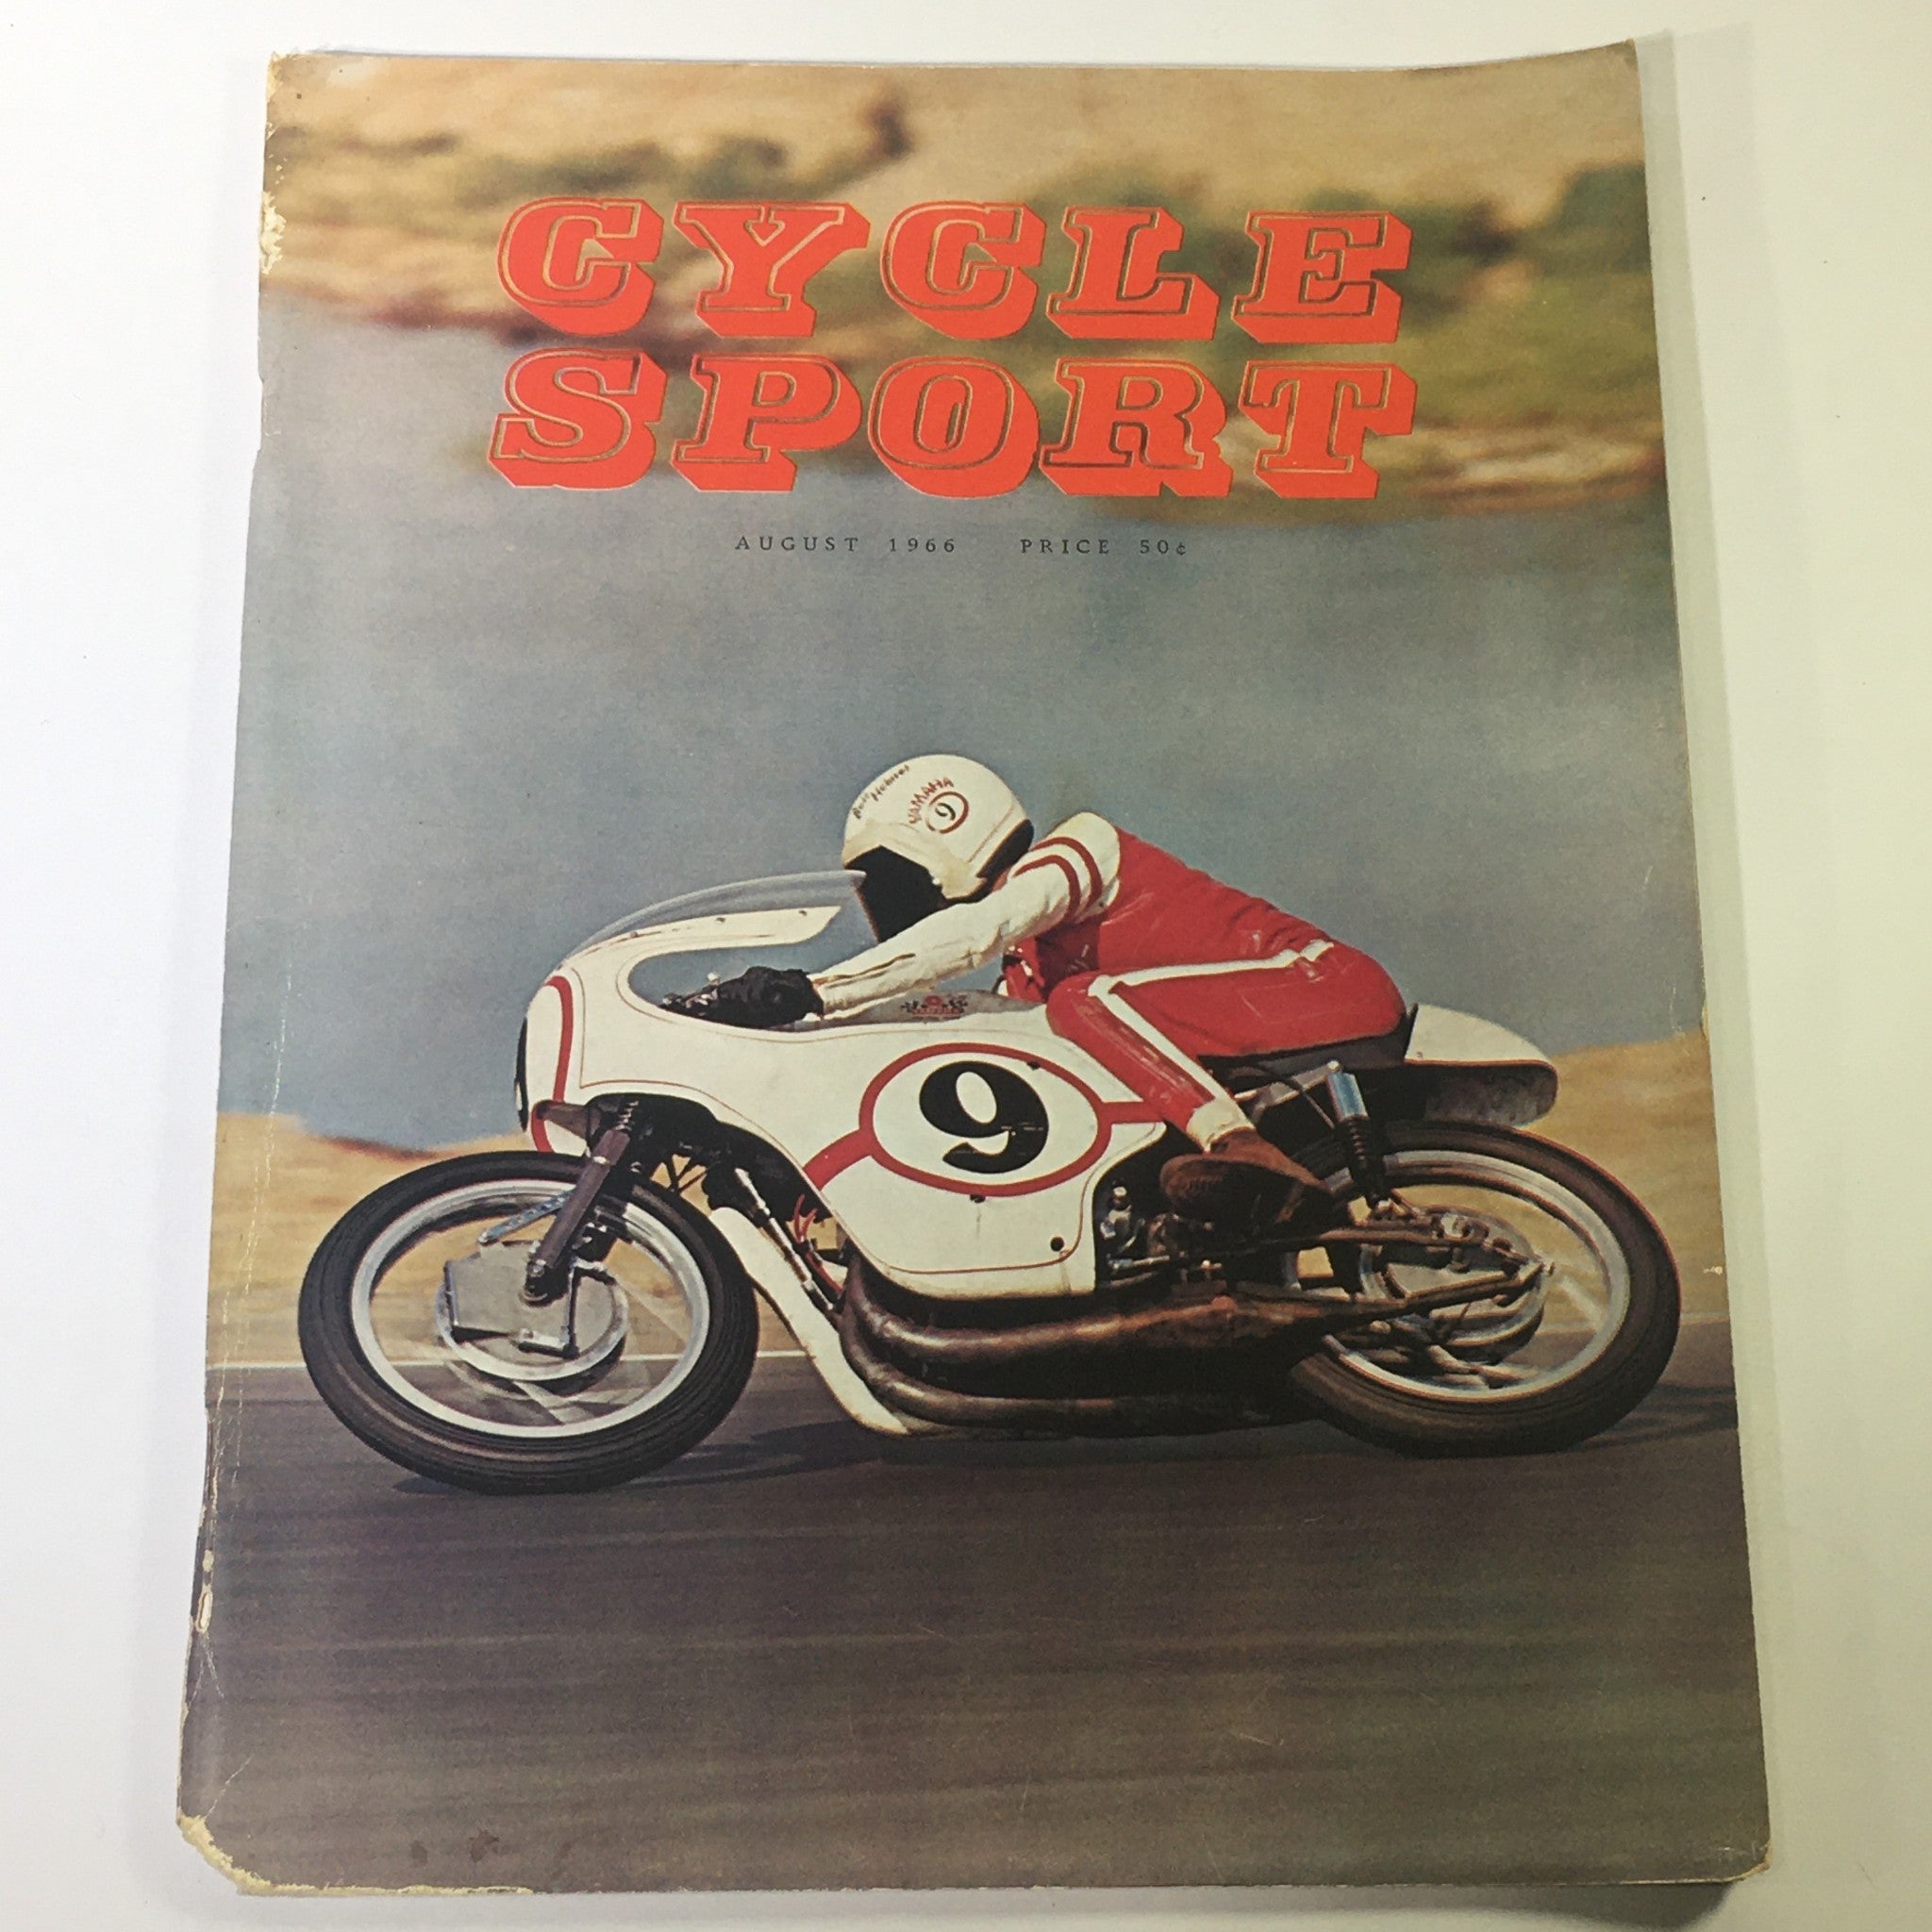 CYCLE
SPORT
AUGUST 1966 PRICE 50¢
YAMAHA
9
9